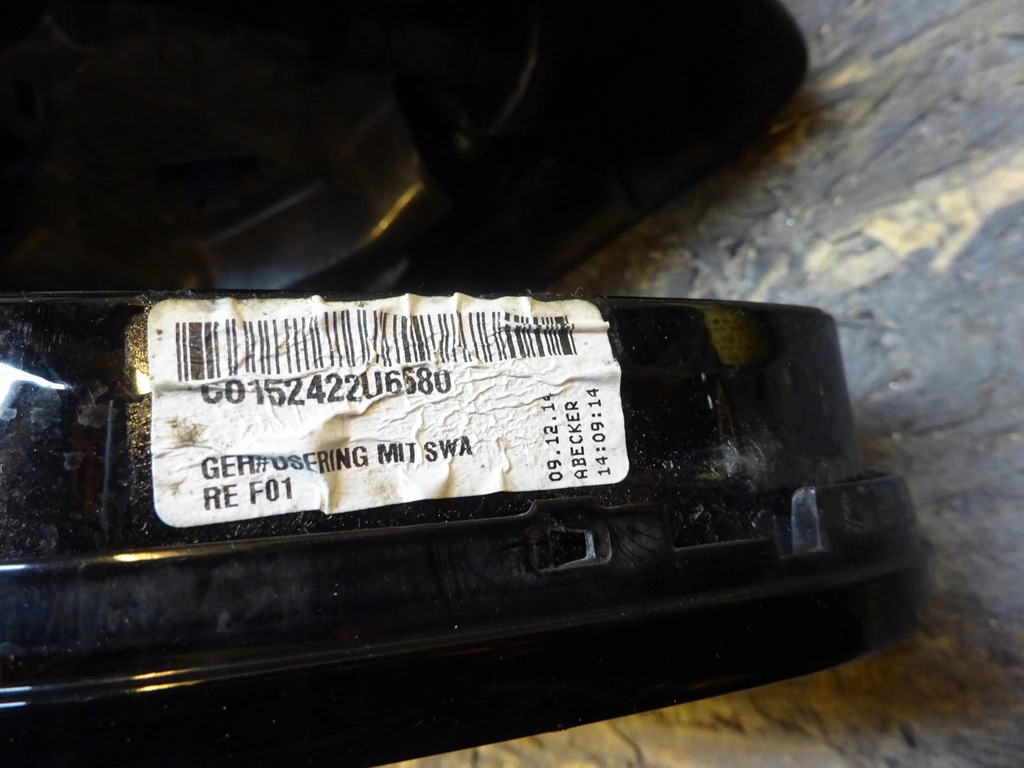 C0152422U6580
GEH#USERING MIT SWA
RE F01
09.12.14
ABECKER
14:09:14